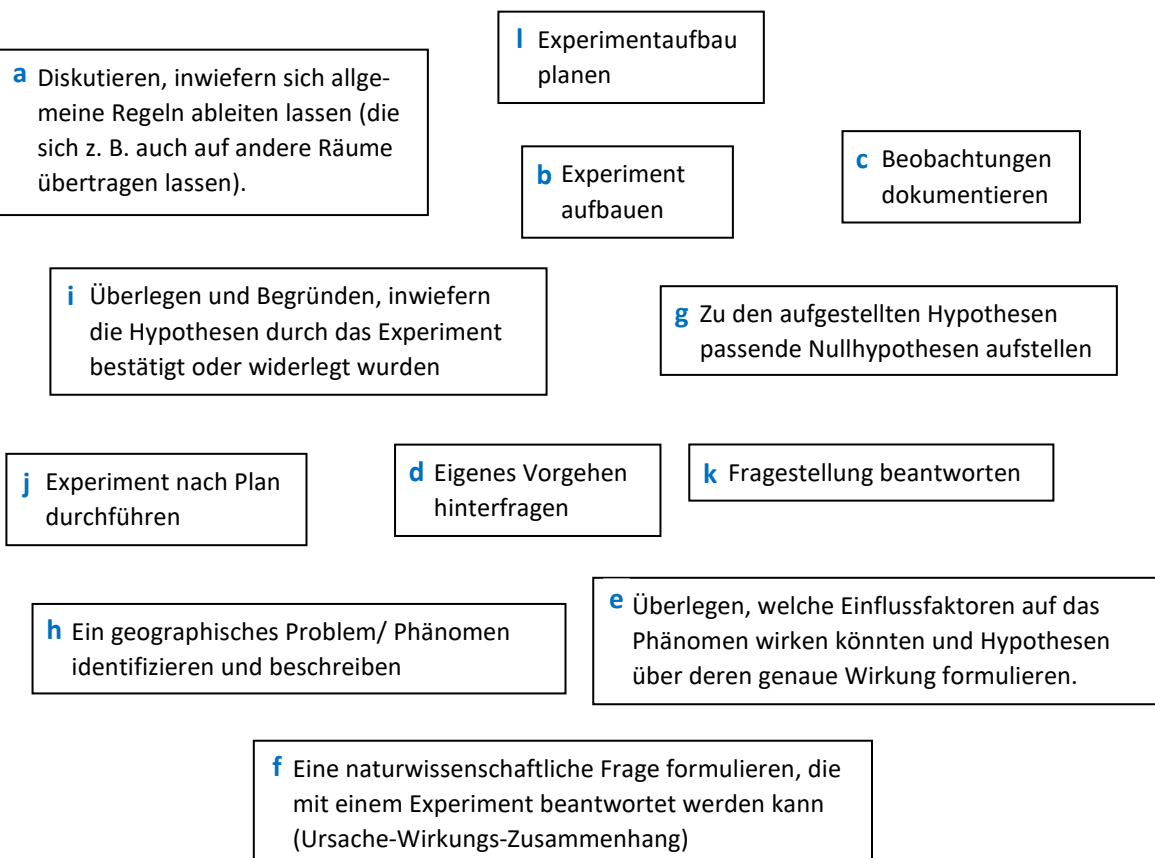 l Experimentaufbau
planen
a Diskutieren, inwiefern sich allge-
meine Regeln ableiten lassen (die
sich z. B. auch auf andere Räume
übertragen lassen).
b Experiment
aufbauen
c Beobachtungen
dokumentieren
i Überlegen und Begründen, inwiefern
die Hypothesen durch das Experiment
bestätigt oder widerlegt wurden
g Zu den aufgestellten Hypothesen
passende Nullhypothesen aufstellen
j Experiment nach Plan
durchführen
d Eigenes Vorgehen
hinterfragen
k Fragestellung beantworten
h Ein geographisches Problem/ Phänomen
identifizieren und beschreiben
e Überlegen, welche Einflussfaktoren auf das
Phänomen wirken könnten und Hypothesen
über deren genaue Wirkung formulieren.
f Eine naturwissenschaftliche Frage formulieren, die
mit einem Experiment beantwortet werden kann
(Ursache-Wirkungs-Zusammenhang)